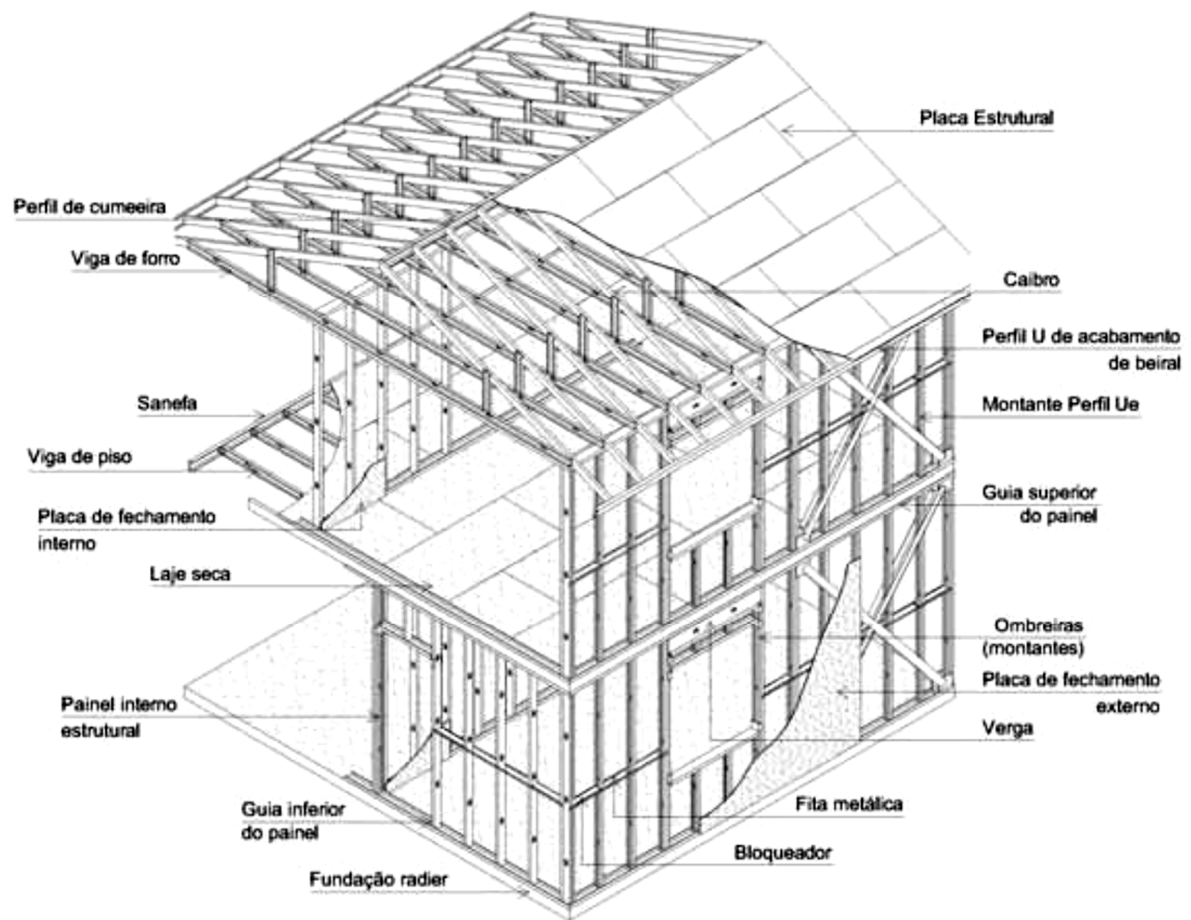 Placa Estrutural
Perfil de cumeeira
Viga de forro
Caibro
Perfil U de acabamento
de beiral
Sanefa
Montante Perfil Ue
Viga de piso
Guia superior
do painel
Placa de fechamento
interno
Laje seca
Ombreiras
(montantes)
Placa de fechamento
externo
Painel interno
estrutural
Verga
Guia inferior
do painel
Fita metálica
Bloqueador
Fundação radier